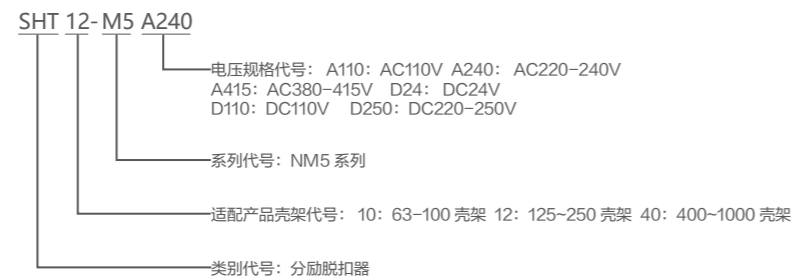 SHT 12-M5 A240
电压规格代号： A110：AC110V A240： AC220-240V
A415：AC380-415V D24： DC24V
D110：DC110V D250：DC220-250V
系列代号：NM5 系列
适配产品壳架代号： 10：63-100 壳架 12：125~250 壳架 40：400~1000 壳架
类别代号：分励脱扣器